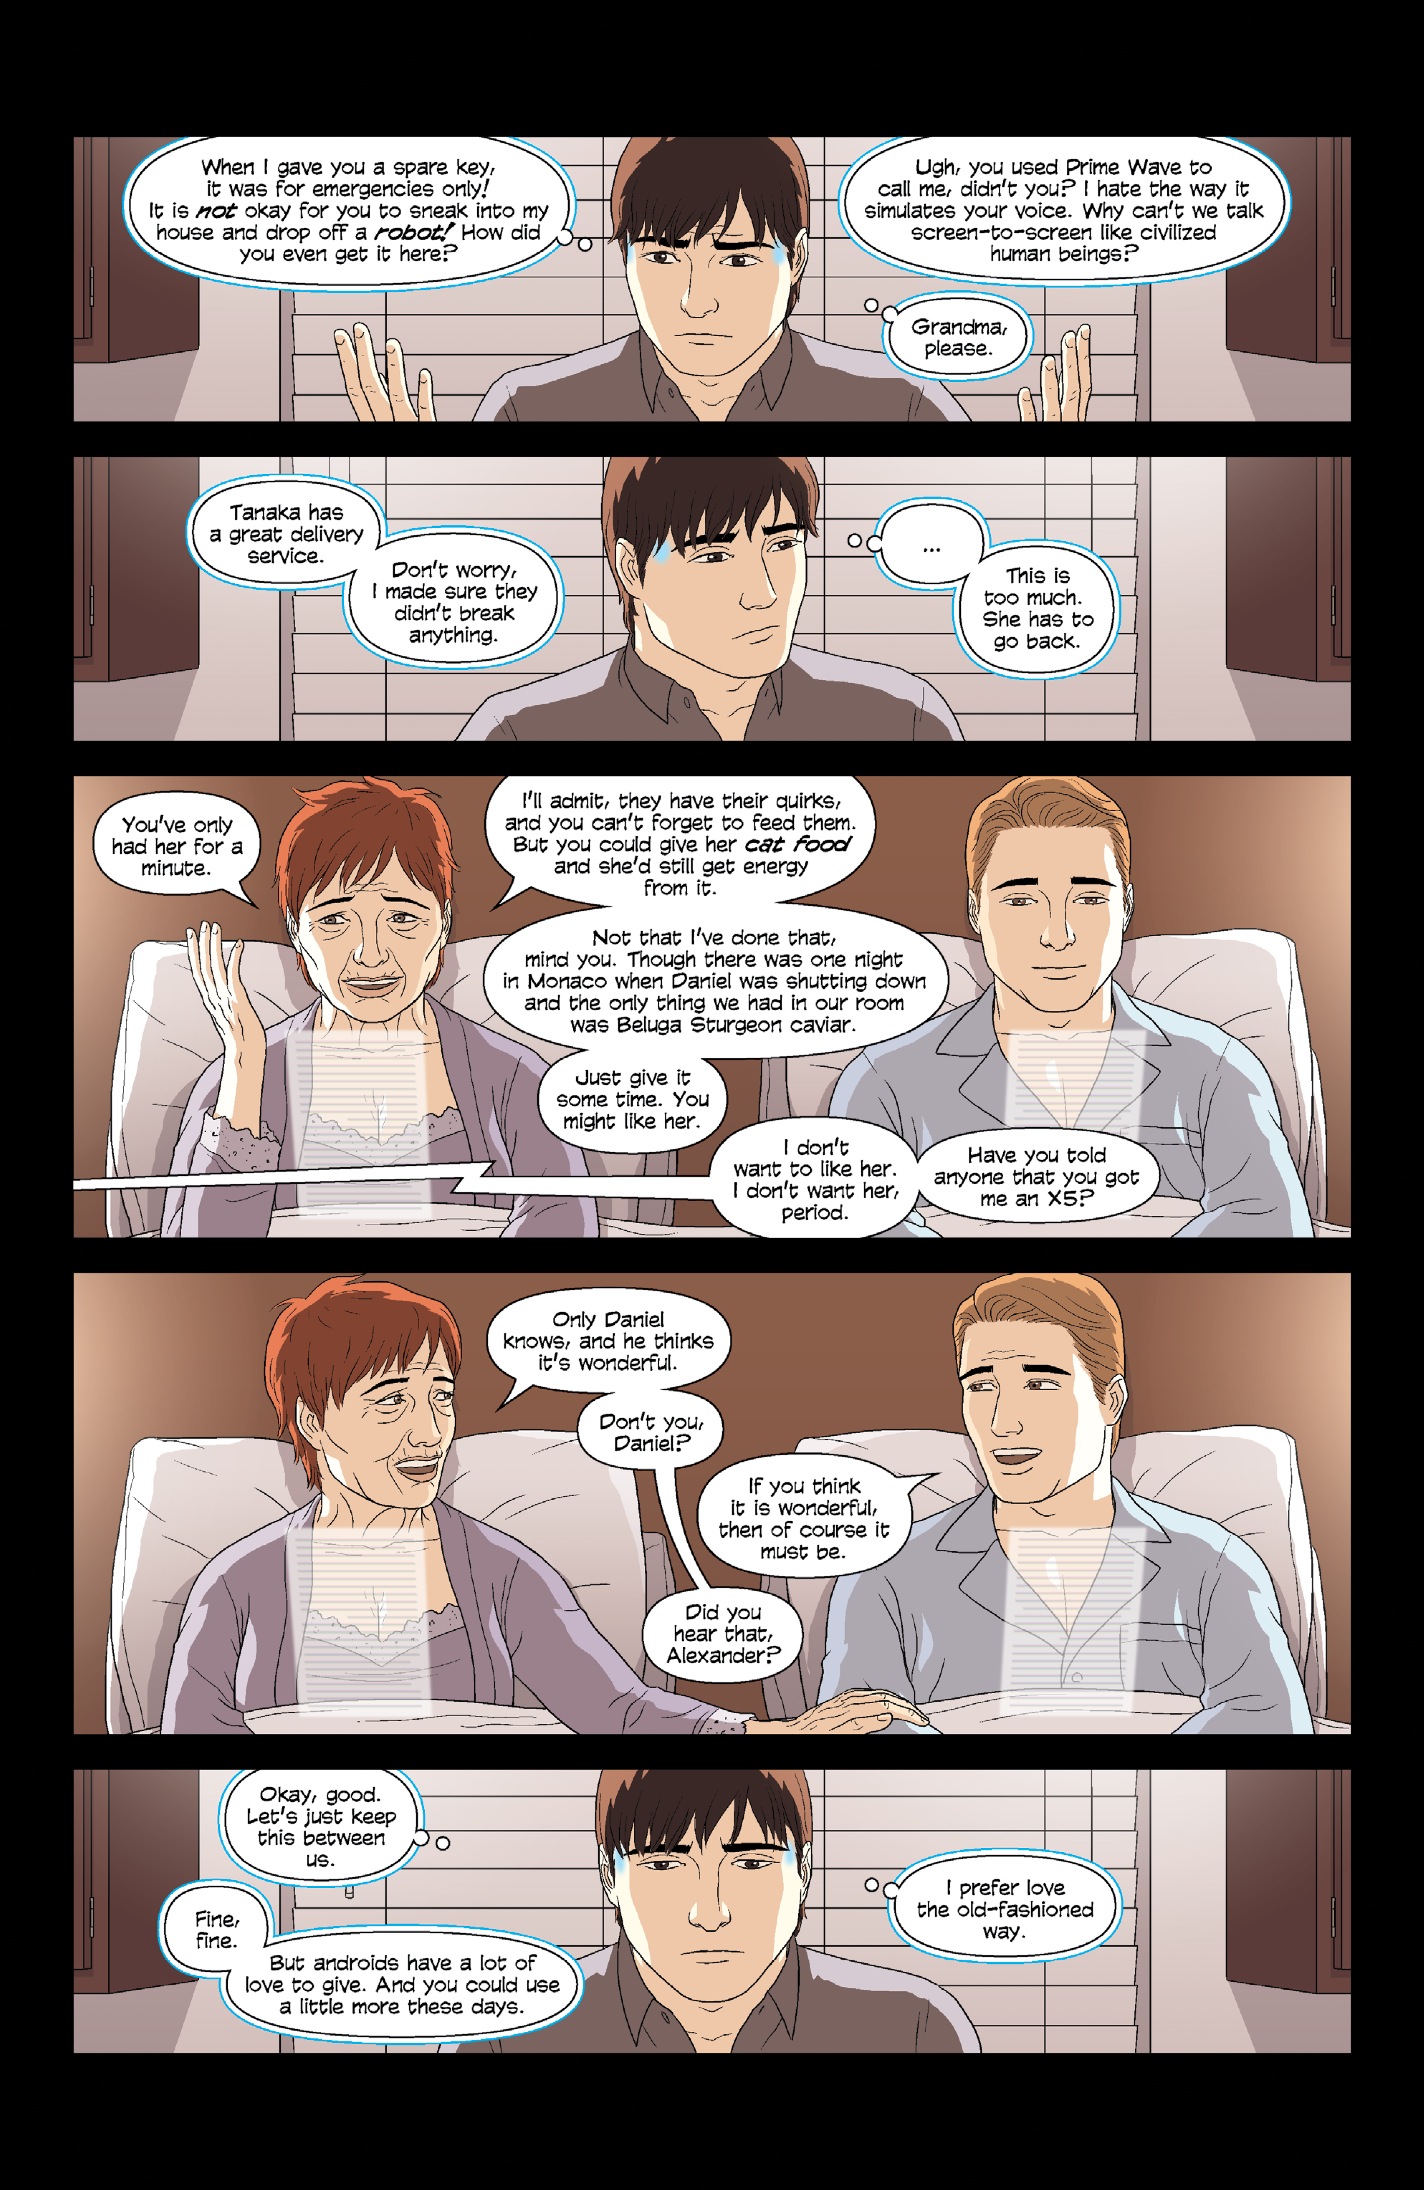 When I gave you a spare key,
it was for emergencies only!
It is not okay for you to sneak into my
house and drop off a robot! How did
you even get it here?
Ugh, you used Prime Wave to
call me, didn't you? I hate the way it
simulates your voice. Why can't we talk
screen-to-screen like civilized
human beings?
Grandma,
please.
Tanaka has
a great delivery
service.
Don't worry,
I made sure they
didn't break
anything.
...
This is
too much.
She has to
go back.
You've only
had her for a
minute.
I'll admit, they have their quirks,
and you can't forget to feed them.
But you could give her cat food
and she'd still get energy
from it.
Not that I've done that,
mind you. Though there was one night
in Monaco when Daniel was shutting down
and the only thing we had in our room
was Beluga Sturgeon caviar.
Just give it
some time. You
might like her.
I don't
want to like her.
I don't want her,
period.
Have you told
anyone that you got
me an X5?
Only Daniel
knows, and he thinks
it's wonderful.
Don't you,
Daniel?
If you think
it is wonderful,
then of course it
must be.
Did you
hear that,
Alexander?
Okay, good.
Let's just keep
this between
us.
Fine,
fine.
But androids have a lot of
love to give. And you could use
a little more these days.
I prefer love
the old-fashioned
way.